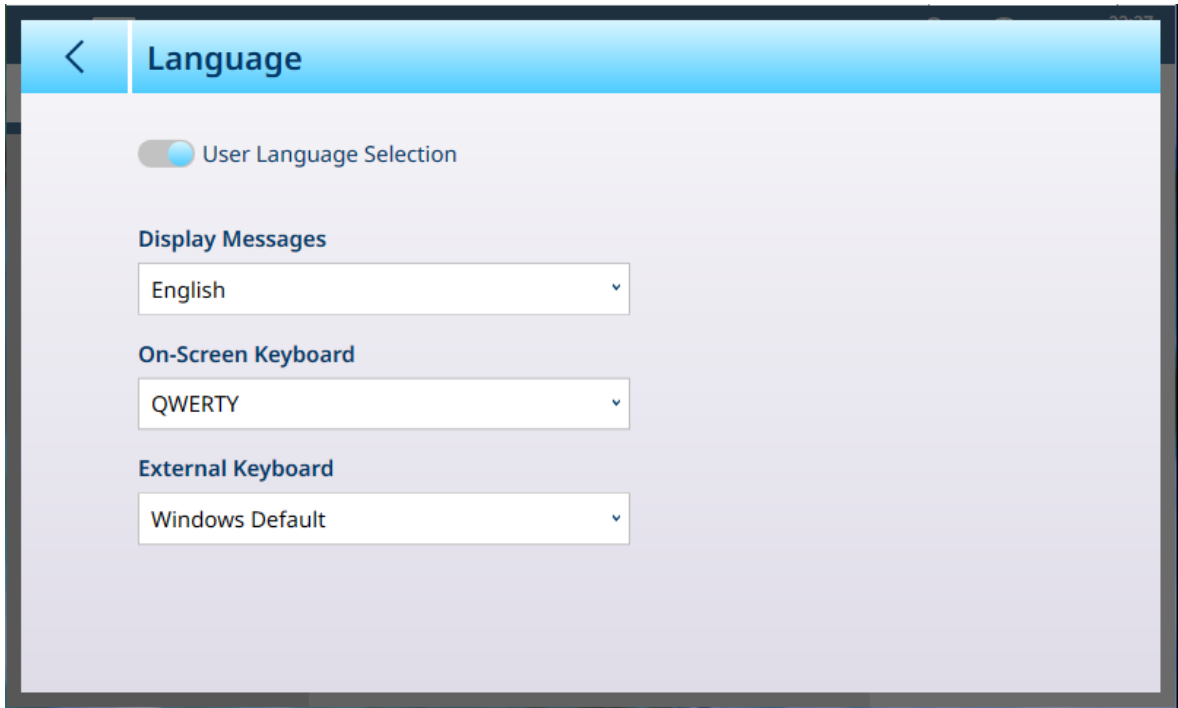 Language
User Language Selection
Display Messages
English
On-Screen Keyboard
QWERTY
External Keyboard
Windows Default